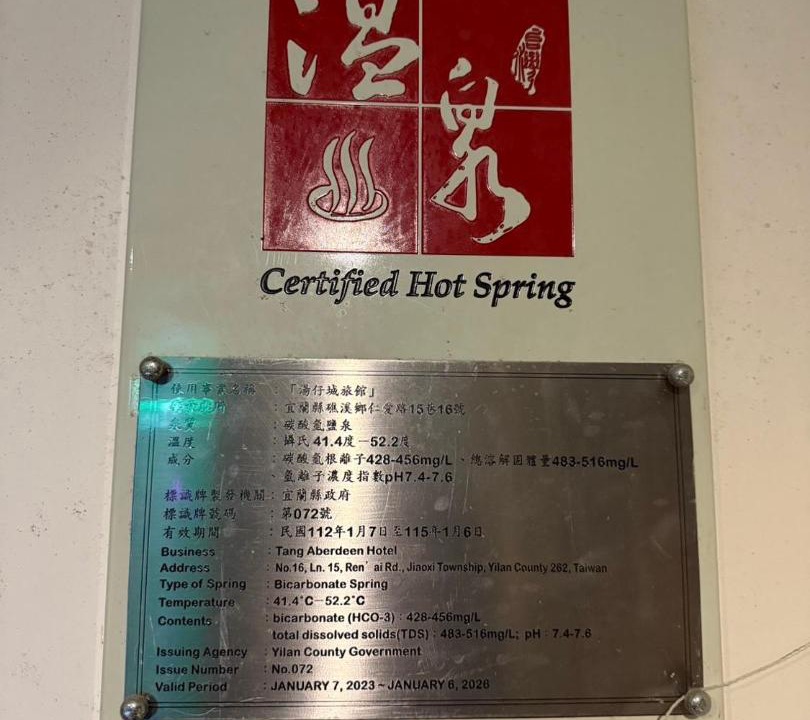 溫泉
台灣
Certified Hot Spring
使用事業名稱 : 「湯仔城旅館」
: 宜蘭縣礁溪鄉仁愛路15巷16號
泉質 : 碳酸氫鹽泉
溫度 : 攝氏 41.4度－52.2度
成分 : 碳酸氫根離子428-456mg/L 、總溶解固體量483-516mg/L
、氫離子濃度指數pH7.4-7.6
標識牌製發機關 : 宜蘭縣政府
標識牌號碼 : 第072號
有效期間 : 民國112年1月7日至115年1月6日
Business : Tang Aberdeen Hotel
Address : No.16, Ln. 15, Ren' ai Rd., Jiaoxi Township, Yilan County 262, Taiwan
Type of Spring : Bicarbonate Spring
Temperature : 41.4°C－52.2°C
Contents : bicarbonate (HCO-3) : 428-456mg/L
total dissolved solids(TDS) : 483-516mg/L; pH : 7.4-7.6
Issuing Agency : Yilan County Government
Issue Number : No.072
Valid Period : JANUARY 7, 2023 ~ JANUARY 6, 2026